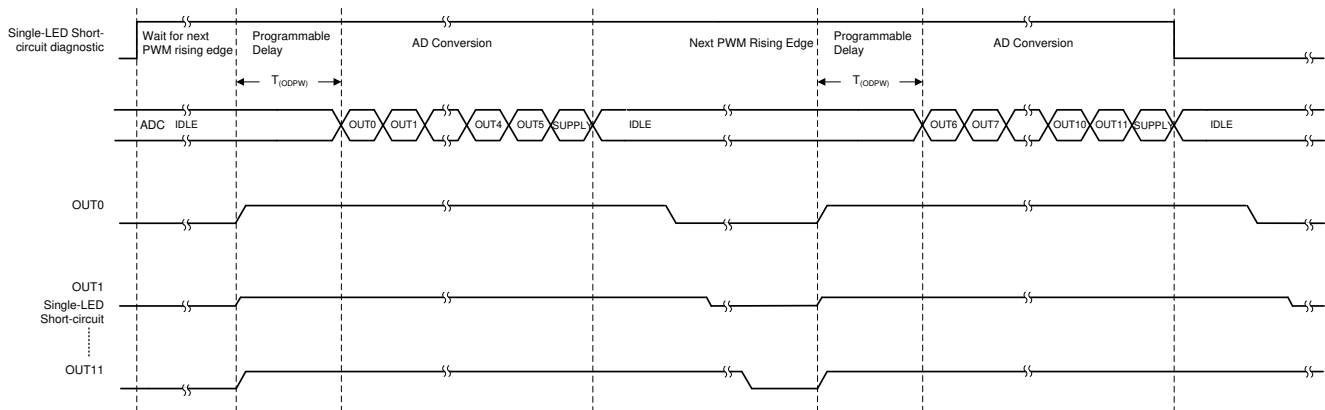 Single-LED Short-
circuit diagnostic
Wait for next
PWM rising edge
Programmable
Delay
AD Conversion
Next PWM Rising Edge
Programmable
Delay
AD Conversion
T(ODPW)
T(ODPW)
ADC IDLE
OUT0
OUT1
OUT4
OUT5
SUPPLY
IDLE
OUT6
OUT7
OUT10
OUT11
SUPPLY
IDLE
OUT0
OUT1
Single-LED
Short-circuit
OUT11